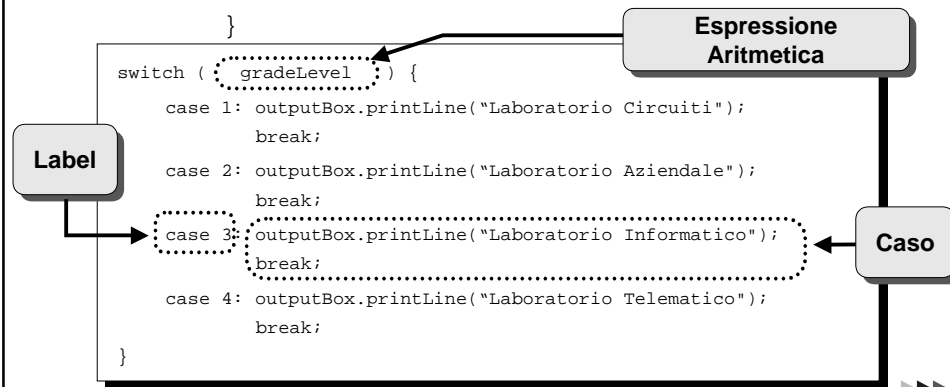 }
Espressione
Aritmetica
switch ( gradeLevel ) {
case 1: outputBox.printLine(“Laboratorio Circuiti");
break;
Label
case 2: outputBox.printLine(“Laboratorio Aziendale");
break;
case 3: outputBox.printLine(“Laboratorio Informatico");
break;
Caso
case 4: outputBox.printLine(“Laboratorio Telematico");
break;
}